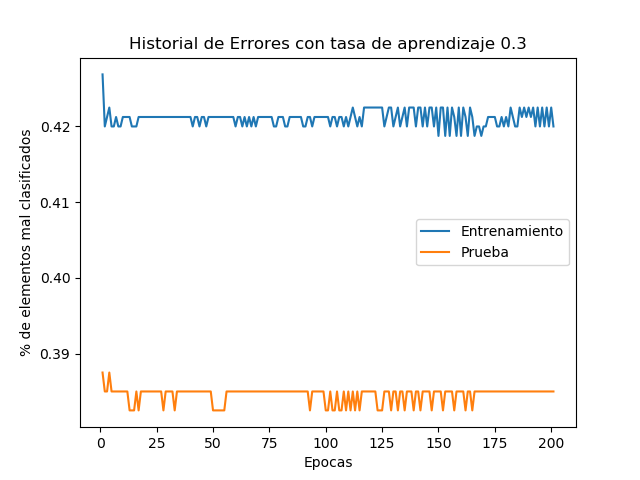 Historial de Errores con tasa de aprendizaje 0.3
% de elementos mal clasificados
0.42
0.41
0.40
0.39
Entrenamiento
Prueba
0 25 50 75 100 125 150 175 200
Epocas